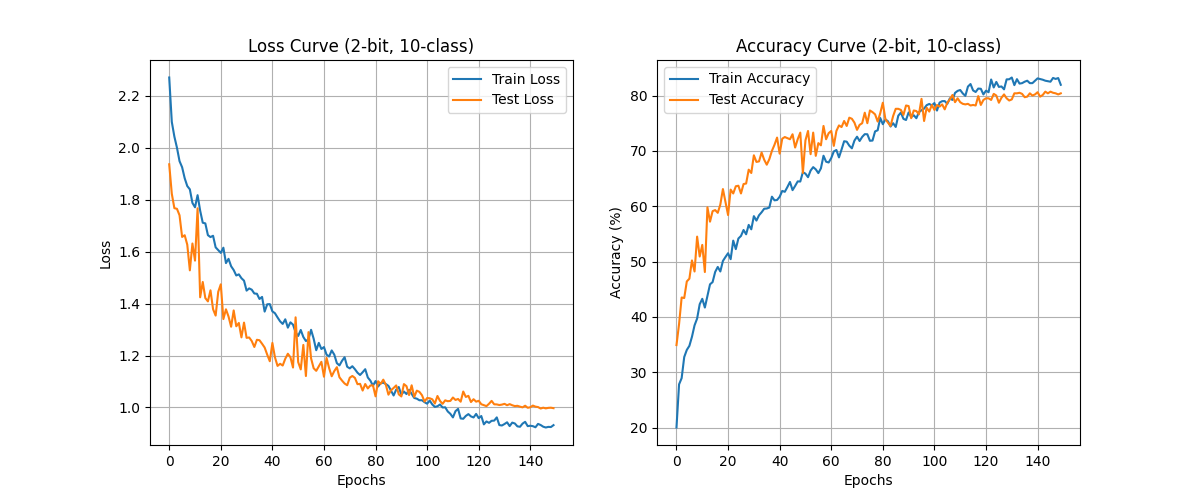 Loss Curve (2-bit, 10-class)
Train Loss
Test Loss
2.2
2.0
1.8
1.6
1.4
1.2
1.0
Loss
0 20 40 60 80 100 120 140
Epochs
Accuracy Curve (2-bit, 10-class)
Train Accuracy
Test Accuracy
80
70
60
50
40
30
20
Accuracy (%)
0 20 40 60 80 100 120 140
Epochs